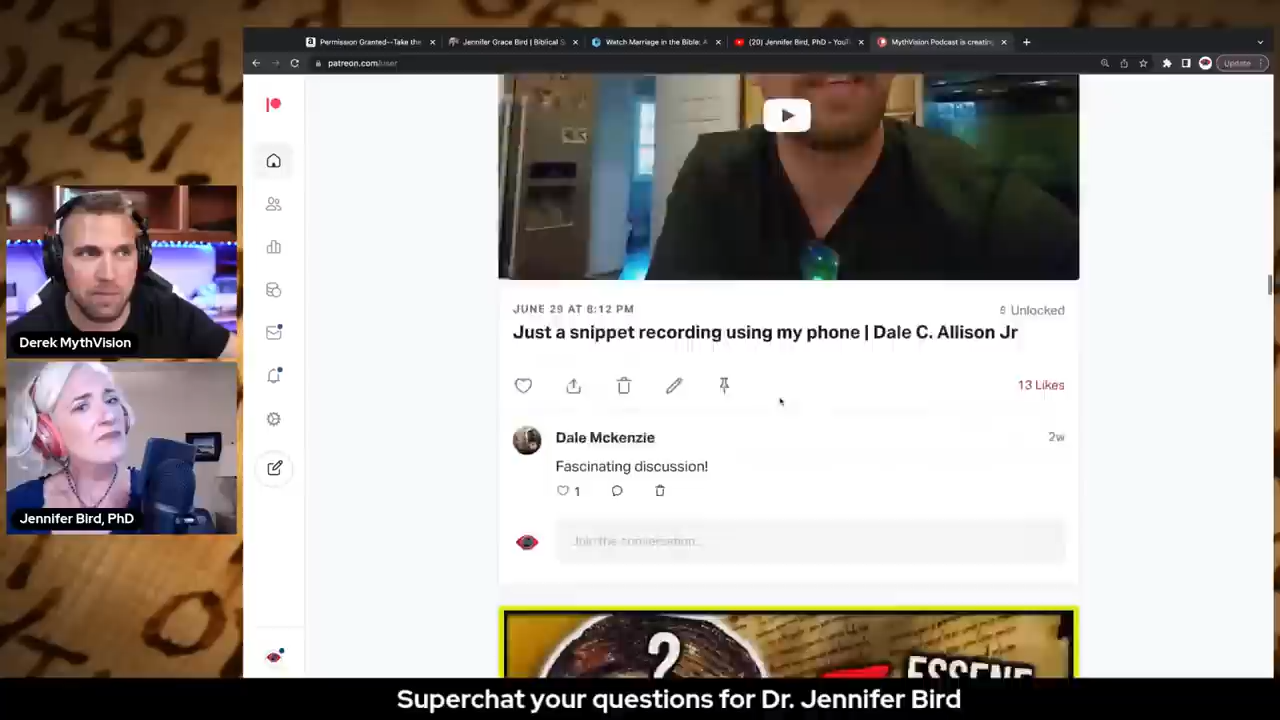 Permission Granted--Take the
Jennifer Grace Bird | Biblical S
Watch Marriage in the Bible: A
(20) Jennifer Bird, PhD - YouT
MythVision Podcast is creating
patreon.com/user
Update
JUNE 29 AT 8:12 PM
Unlocked
Just a snippet recording using my phone | Dale C. Allison Jr
13 Likes
Dale Mckenzie
2w
Fascinating discussion!
1
Join the conversation...
?
ESSENE
Derek MythVision
Jennifer Bird, PhD
Superchat your questions for Dr. Jennifer Bird